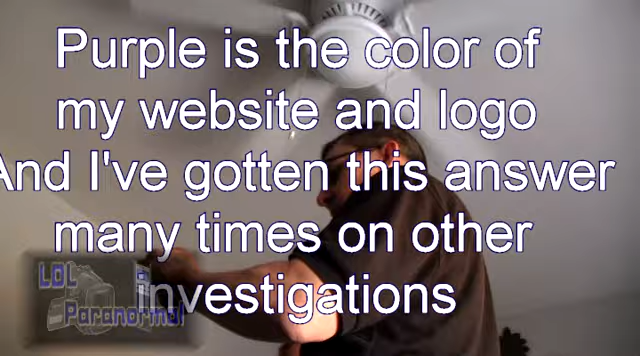 Purple is the color of
my website and logo
And I've gotten this answer
many times on other
investigations
LOL
Paranormal